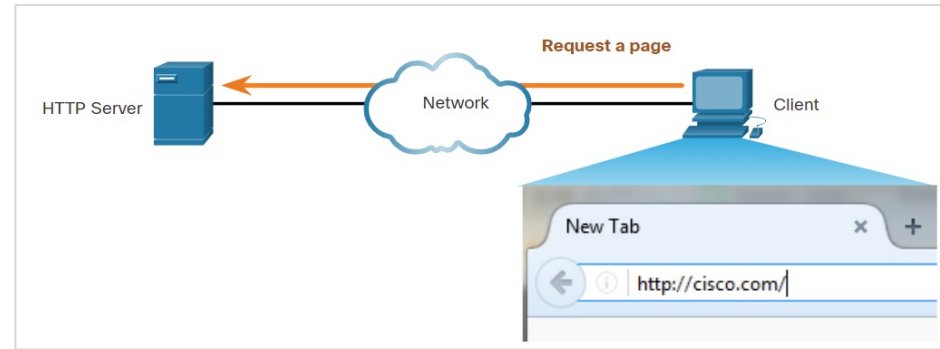 Request a page
HTTP Server
Network
Client
New Tab
http://cisco.com/